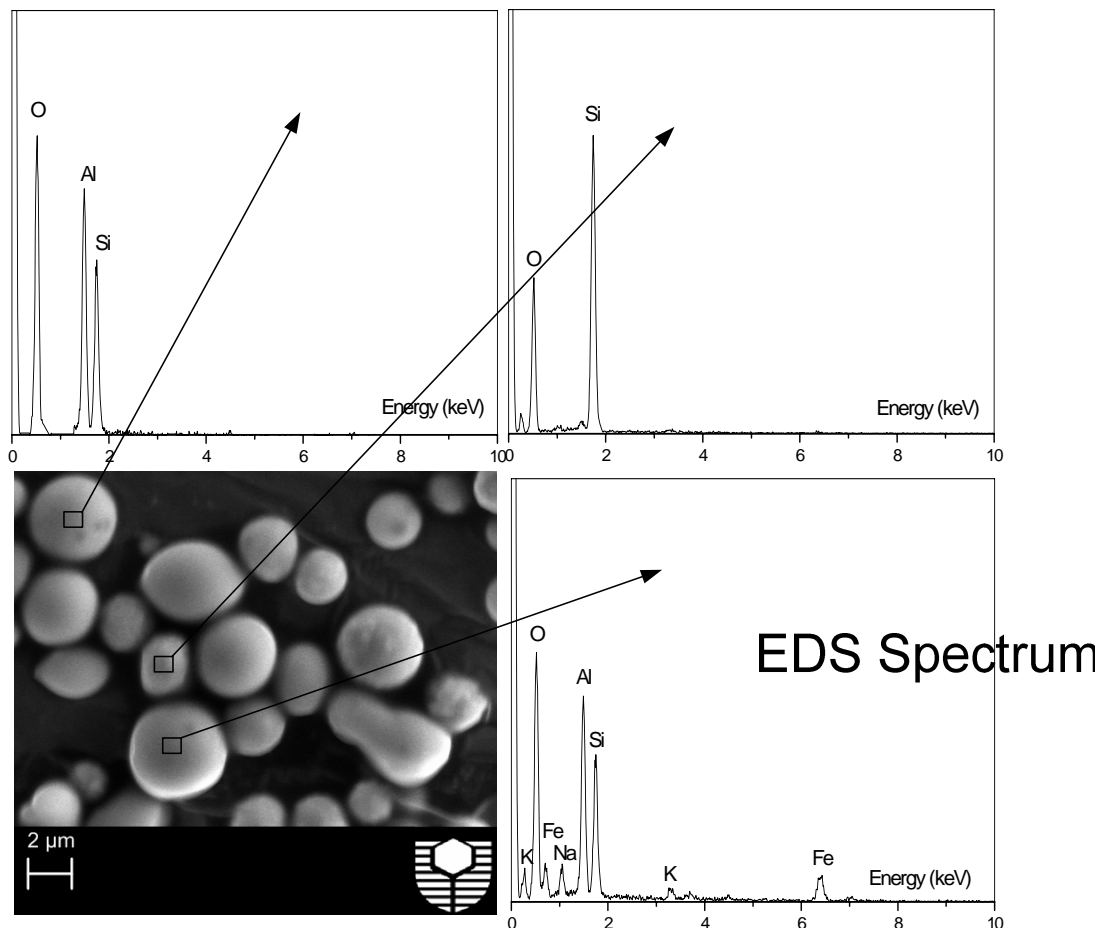 O
Al
Si
Energy (keV)
0 2 4 6 8 10
Si
O
Energy (keV)
0 2 4 6 8 10
2 µm
O
Al
Si
Fe
K Na
K
Fe
Energy (keV)
0 2 4 6 8 10
EDS Spectrum